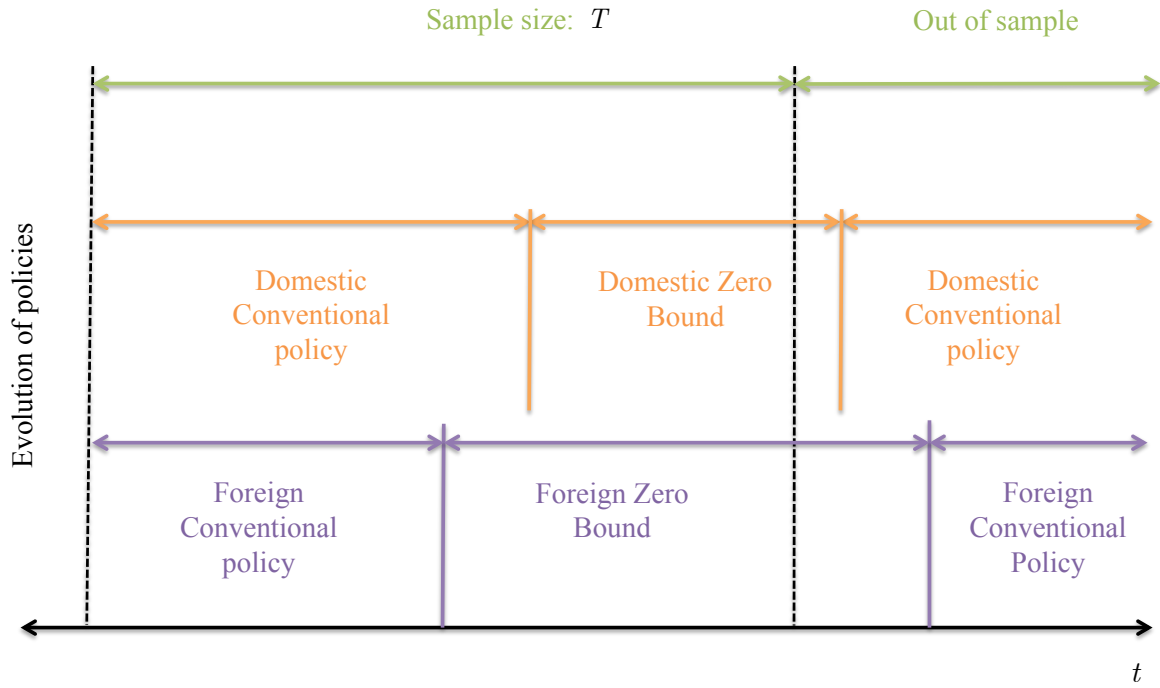 Sample size: T
Out of sample
Evolution of policies
Domestic
Conventional
policy
Domestic Zero
Bound
Domestic
Conventional
policy
Foreign
Conventional
policy
Foreign Zero
Bound
Foreign
Conventional
Policy
t